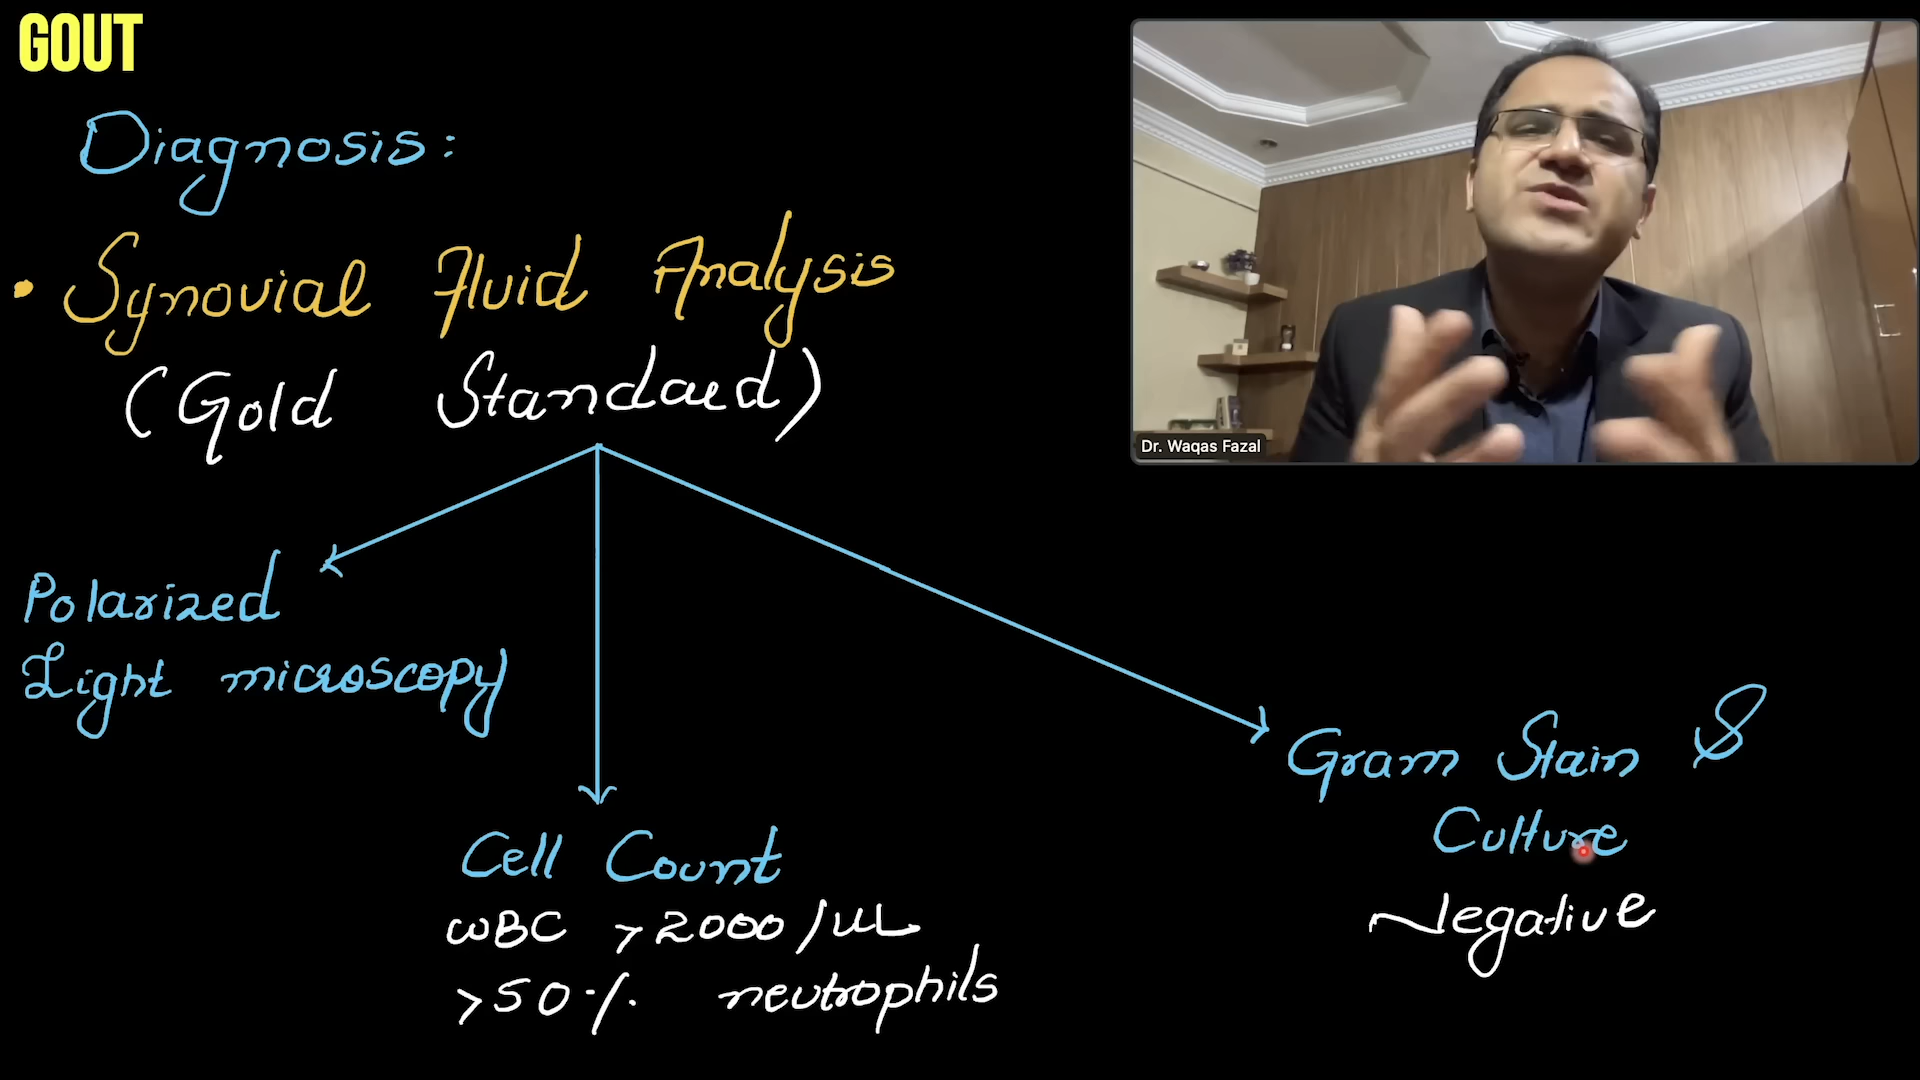 GOUT
Diagnosis:
• Synovial Fluid Analysis
(Gold Standard)
Dr. Waqas Fazal
Polarized
Light microscopy
Gram Stain &
Culture
Negative
Cell Count
WBC >2000/uL
>50% neutrophils